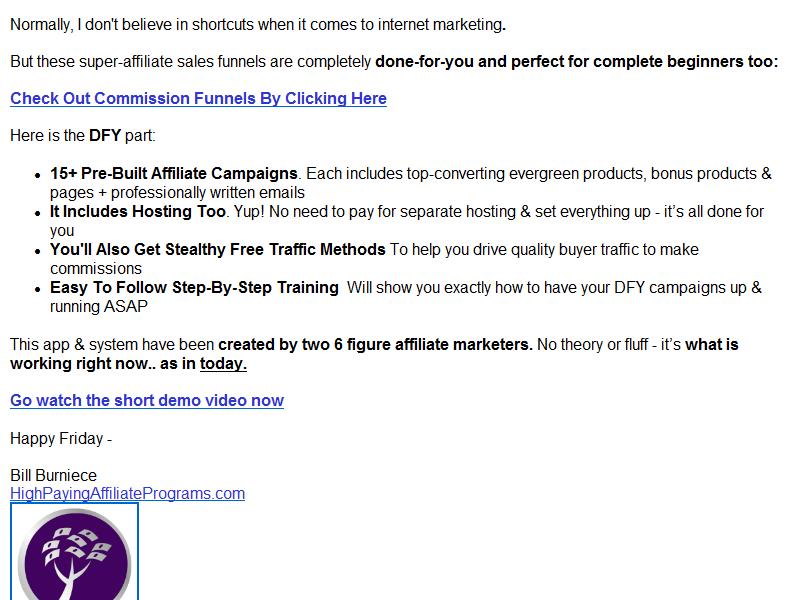 Normally, I don't believe in shortcuts when it comes to internet marketing.
But these super-affiliate sales funnels are completely done-for-you and perfect for complete beginners too:
Check Out Commission Funnels By Clicking Here
Here is the DFY part:
15+ Pre-Built Affiliate Campaigns. Each includes top-converting evergreen products, bonus products &
pages + professionally written emails
It Includes Hosting Too. Yup! No need to pay for separate hosting & set everything up - it’s all done for
you
You'll Also Get Stealthy Free Traffic Methods To help you drive quality buyer traffic to make
commissions
Easy To Follow Step-By-Step Training  Will show you exactly how to have your DFY campaigns up &
running ASAP
This app & system have been created by two 6 figure affiliate marketers. No theory or fluff - it’s what is
working right now.. as in today.
Go watch the short demo video now
Happy Friday -
Bill Burniece
HighPayingAffiliatePrograms.com